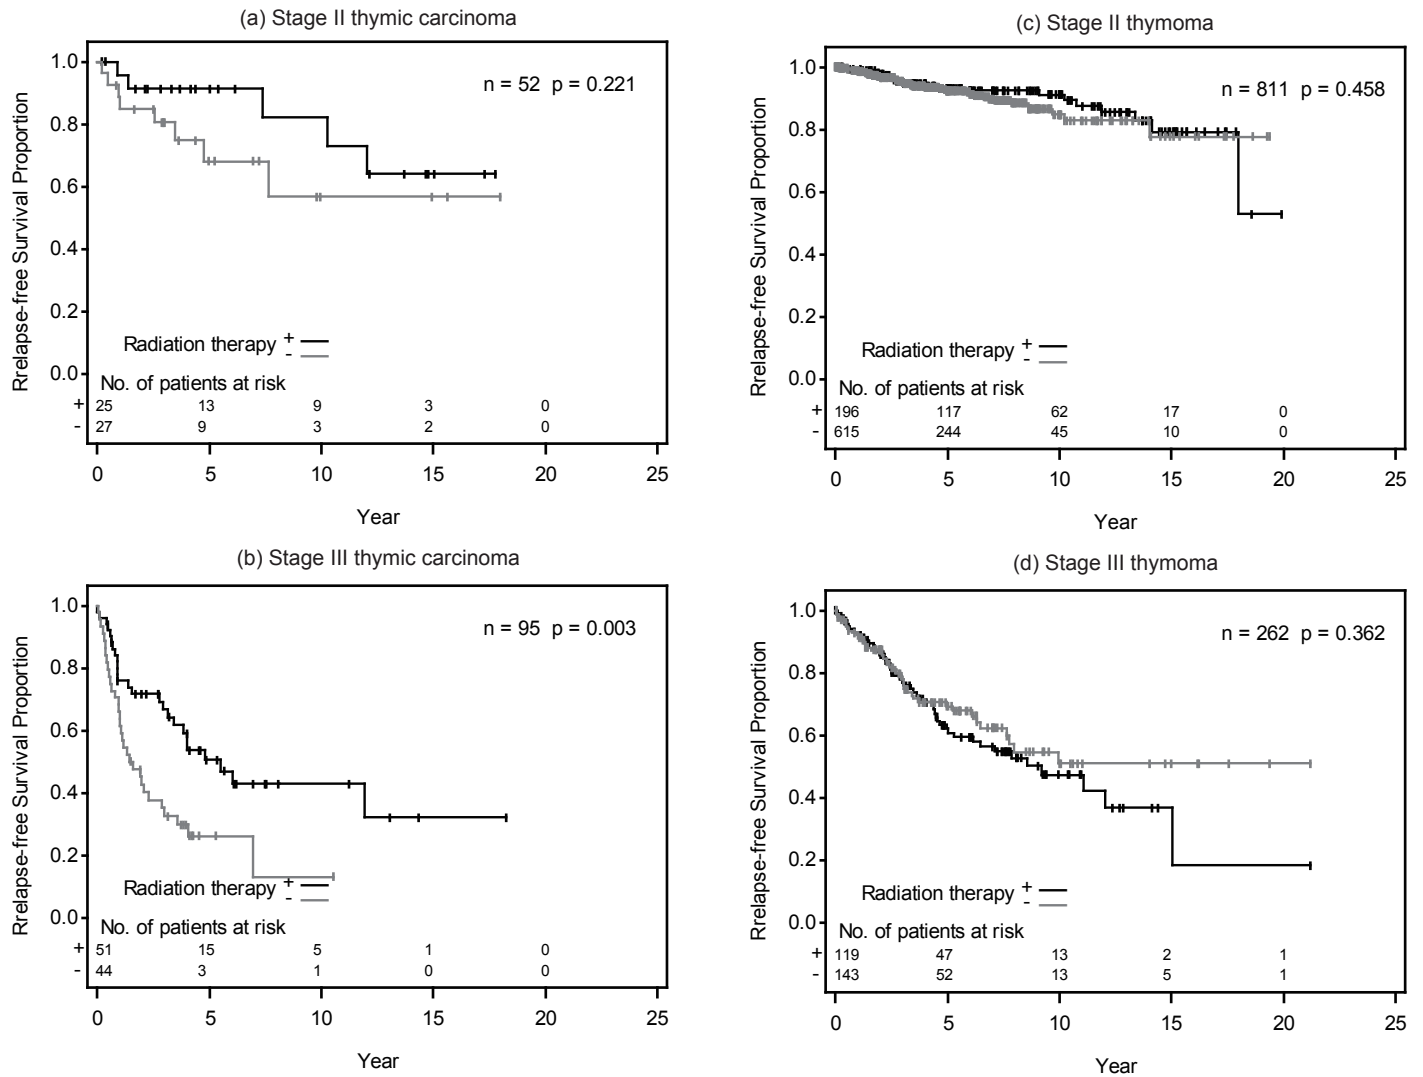 (a) Stage II thymic carcinoma
Rrelapse-free Survival Proportion
1.0
0.8
0.6
0.4
0.2
0.0
n = 52 p = 0.221
Radiation therapy + -
No. of patients at risk
+ 25 13 9 3 0
- 27 9 3 2 0
0 5 10 15 20 25
Year
(c) Stage II thymoma
Rrelapse-free Survival Proportion
1.0
0.8
0.6
0.4
0.2
0.0
n = 811 p = 0.458
Radiation therapy + -
No. of patients at risk
+ 196 117 62 17 0
- 615 244 45 10 0
0 5 10 15 20 25
Year
(b) Stage III thymic carcinoma
Rrelapse-free Survival Proportion
1.0
0.8
0.6
0.4
0.2
0.0
n = 95 p = 0.003
Radiation therapy + -
No. of patients at risk
+ 51 15 5 1 0
- 44 3 1 0 0
0 5 10 15 20 25
Year
(d) Stage III thymoma
Rrelapse-free Survival Proportion
1.0
0.8
0.6
0.4
0.2
0.0
n = 262 p = 0.362
Radiation therapy + -
No. of patients at risk
+ 119 47 13 2 1
- 143 52 13 5 1
0 5 10 15 20 25
Year